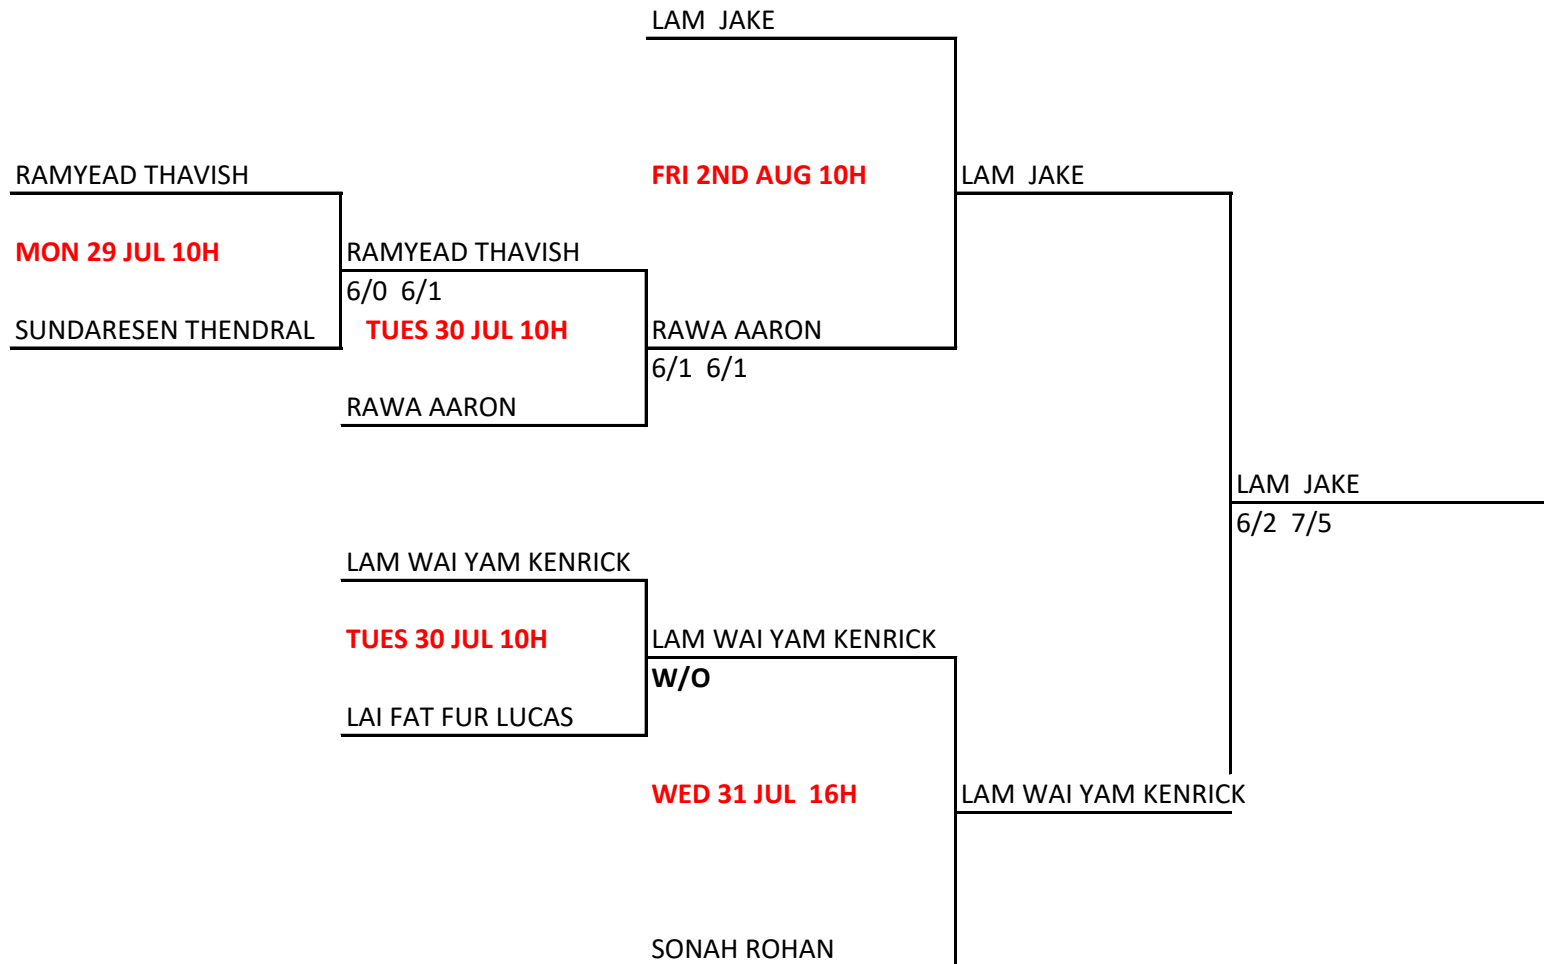 LAM  JAKE
RAMYEAD THAVISH
FRI 2ND AUG 10H
LAM  JAKE
MON 29 JUL 10H
RAMYEAD THAVISH
6/0  6/1
SUNDARESEN THENDRAL
TUES 30 JUL 10H
RAWA AARON
6/1  6/1
RAWA AARON
LAM  JAKE
6/2  7/5
LAM WAI YAM KENRICK
TUES 30 JUL 10H
LAM WAI YAM KENRICK
W/O
LAI FAT FUR LUCAS
WED 31 JUL  16H
LAM WAI YAM KENRICK
SONAH ROHAN